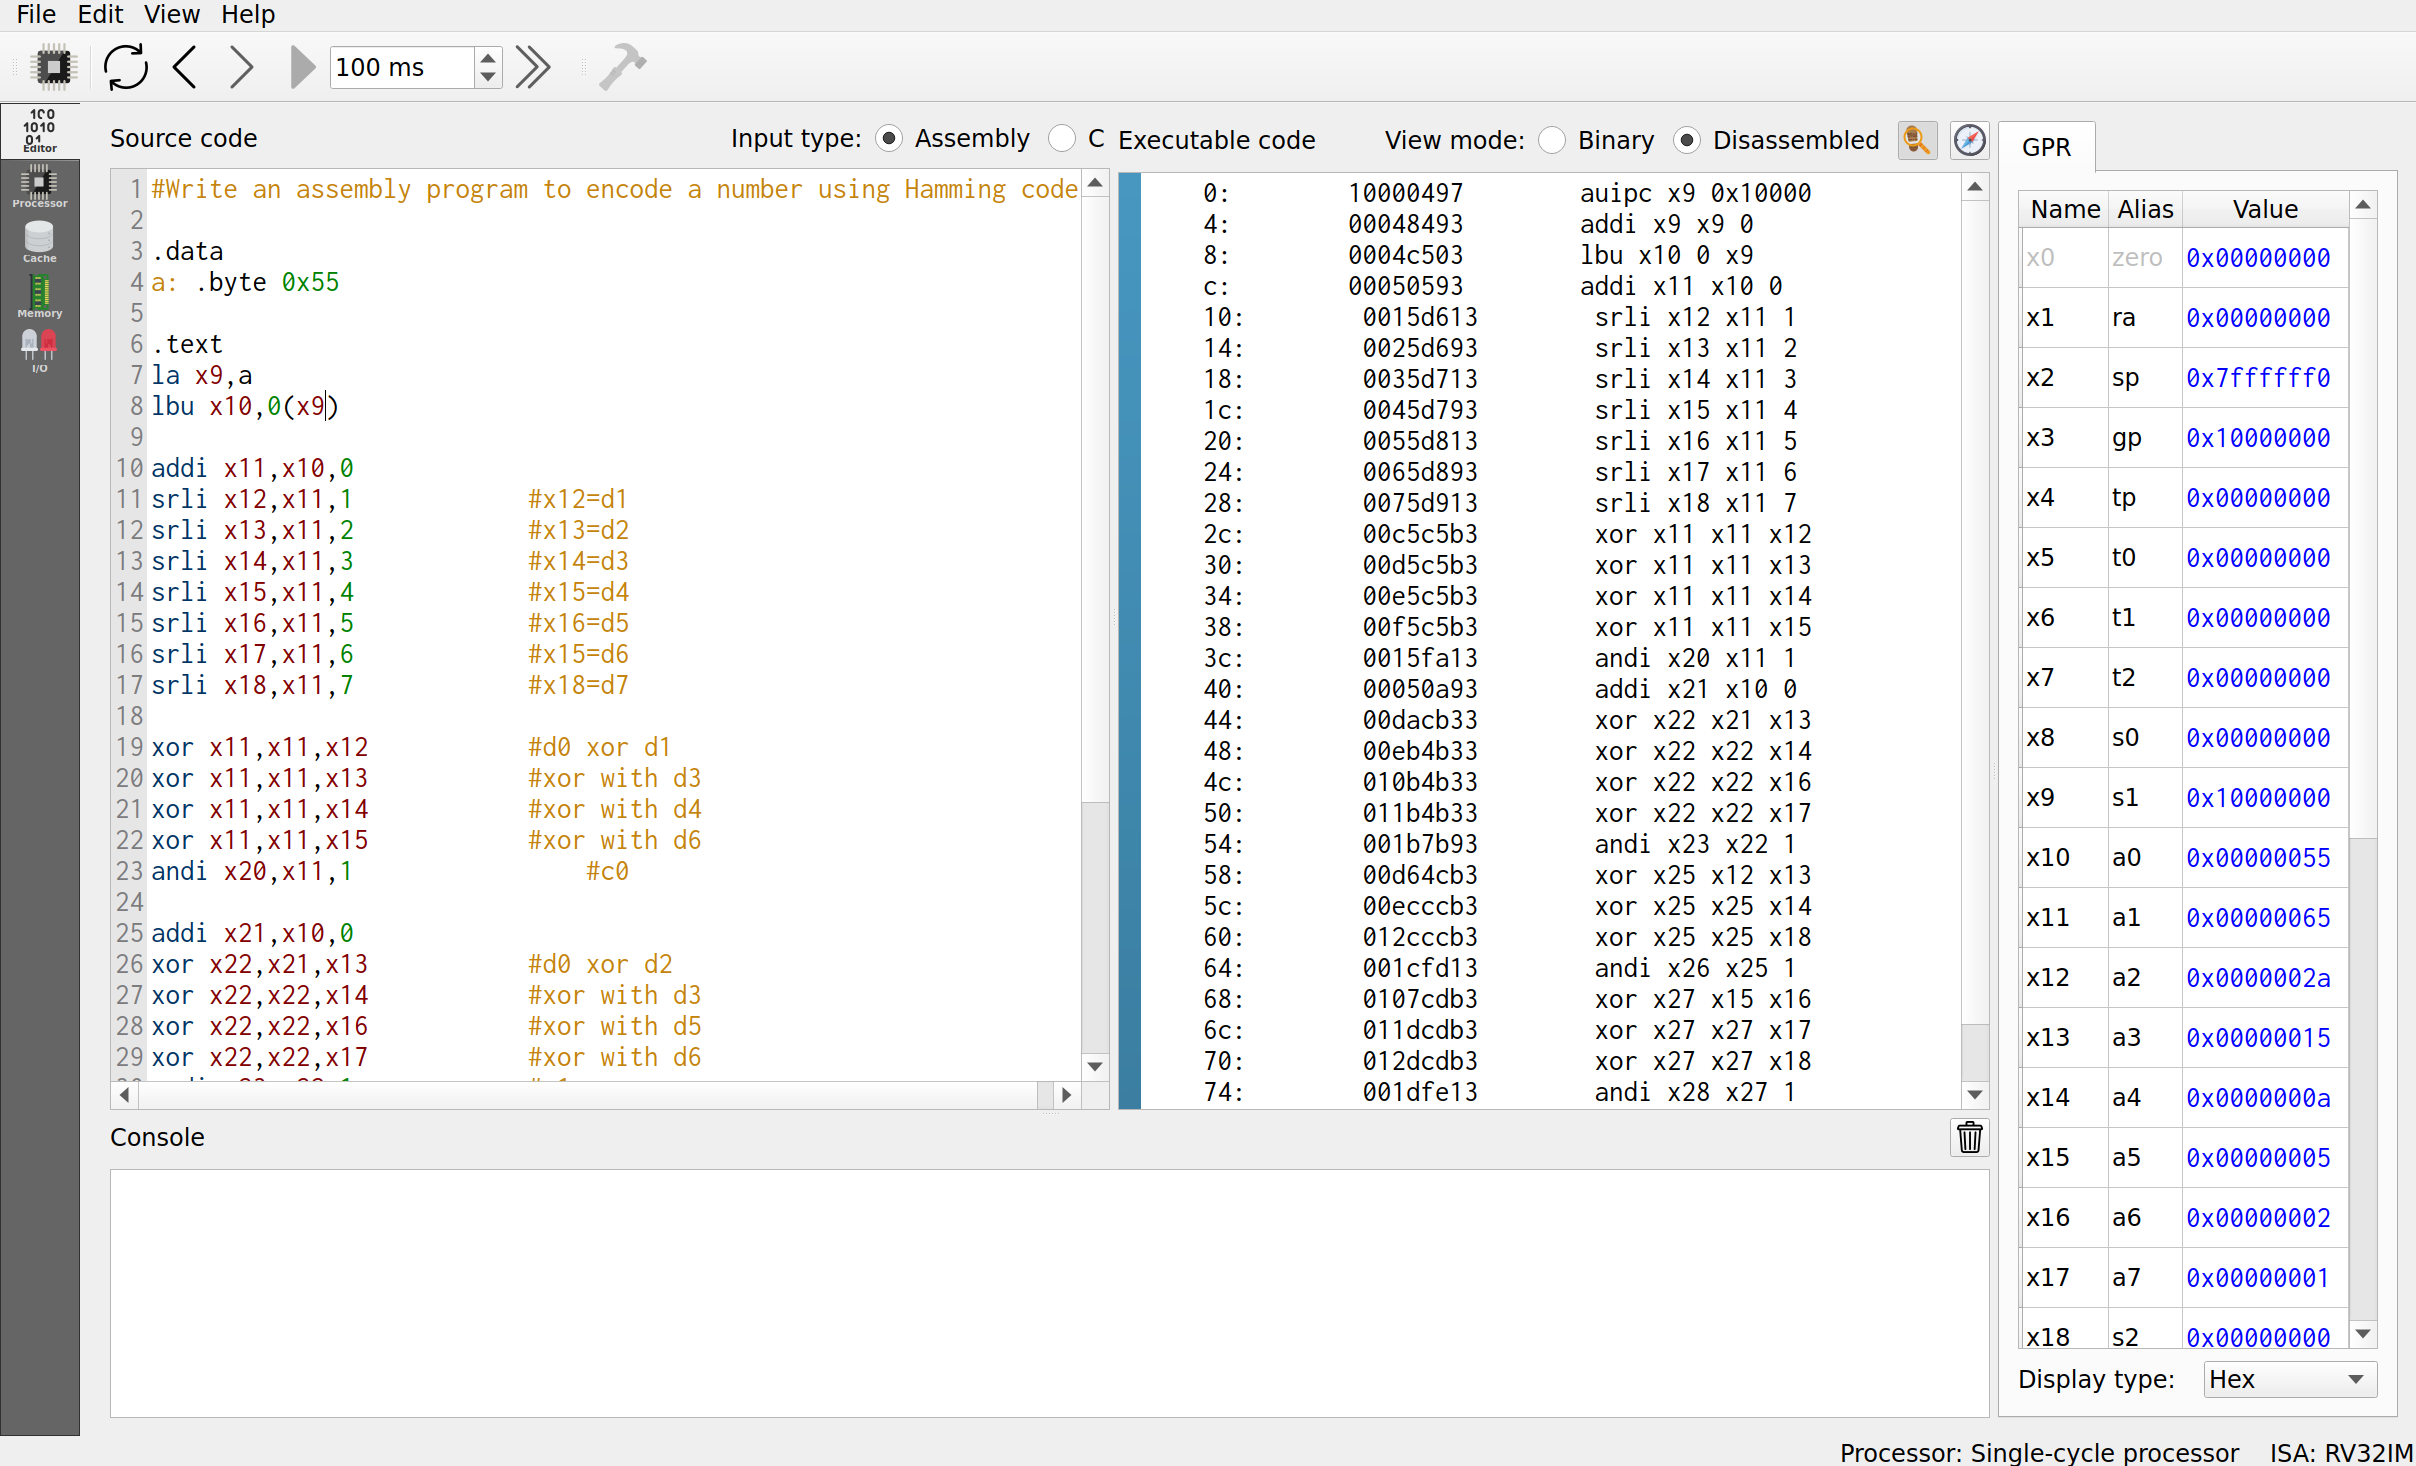 File Edit View Help
100 ms
Editor
Processor
Cache
Memory
I/O
Source code
Input type: Assembly C
1 #Write an assembly program to encode a number using Hamming code
2
3 .data
4 a: .byte 0x55
5
6 .text
7 la x9,a
8 lbu x10,0(x9)
9
10 addi x11,x10,0
11 srli x12,x11,1 #x12=d1
12 srli x13,x11,2 #x13=d2
13 srli x14,x11,3 #x14=d3
14 srli x15,x11,4 #x15=d4
15 srli x16,x11,5 #x16=d5
16 srli x17,x11,6 #x15=d6
17 srli x18,x11,7 #x18=d7
18
19 xor x11,x11,x12 #d0 xor d1
20 xor x11,x11,x13 #xor with d3
21 xor x11,x11,x14 #xor with d4
22 xor x11,x11,x15 #xor with d6
23 andi x20,x11,1 #c0
24
25 addi x21,x10,0
26 xor x22,x21,x13 #d0 xor d2
27 xor x22,x22,x14 #xor with d3
28 xor x22,x22,x16 #xor with d5
29 xor x22,x22,x17 #xor with d6
Executable code
View mode: Binary Disassembled
0: 10000497 auipc x9 0x10000
4: 00048493 addi x9 x9 0
8: 0004c503 lbu x10 0 x9
c: 00050593 addi x11 x10 0
10: 0015d613 srli x12 x11 1
14: 0025d693 srli x13 x11 2
18: 0035d713 srli x14 x11 3
1c: 0045d793 srli x15 x11 4
20: 0055d813 srli x16 x11 5
24: 0065d893 srli x17 x11 6
28: 0075d913 srli x18 x11 7
2c: 00c5c5b3 xor x11 x11 x12
30: 00d5c5b3 xor x11 x11 x13
34: 00e5c5b3 xor x11 x11 x14
38: 00f5c5b3 xor x11 x11 x15
3c: 0015fa13 andi x20 x11 1
40: 00050a93 addi x21 x10 0
44: 00dacb33 xor x22 x21 x13
48: 00eb4b33 xor x22 x22 x14
4c: 010b4b33 xor x22 x22 x16
50: 011b4b33 xor x22 x22 x17
54: 001b7b93 andi x23 x22 1
58: 00d64cb3 xor x25 x12 x13
5c: 00ecccb3 xor x25 x25 x14
60: 012cccb3 xor x25 x25 x18
64: 001cfd13 andi x26 x25 1
68: 0107cdb3 xor x27 x15 x16
6c: 011dcdb3 xor x27 x27 x17
70: 012dcdb3 xor x27 x27 x18
74: 001dfe13 andi x28 x27 1
Console
GPR
Name Alias Value
x0 zero 0x00000000
x1 ra 0x00000000
x2 sp 0x7ffffff0
x3 gp 0x10000000
x4 tp 0x00000000
x5 t0 0x00000000
x6 t1 0x00000000
x7 t2 0x00000000
x8 s0 0x00000000
x9 s1 0x10000000
x10 a0 0x00000055
x11 a1 0x00000065
x12 a2 0x0000002a
x13 a3 0x00000015
x14 a4 0x0000000a
x15 a5 0x00000005
x16 a6 0x00000002
x17 a7 0x00000001
x18 s2 0x00000000
Display type: Hex
Processor: Single-cycle processor ISA: RV32IM